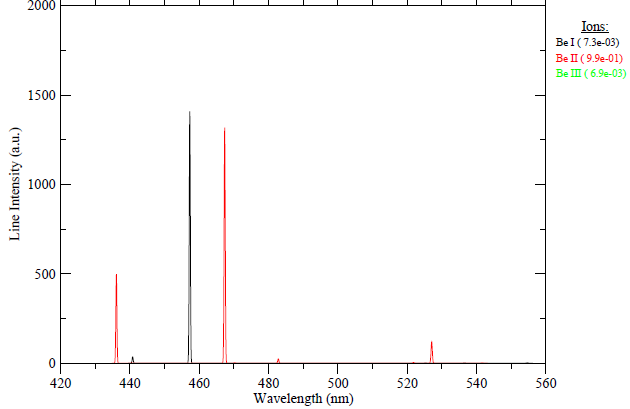 2000
1500
1000
500
0
420 440 460 480 500 520 540 560
Line Intensity (a.u.)
Wavelength (nm)
Ions:
Be I ( 7.3e-03)
Be II ( 9.9e-01)
Be III ( 6.9e-03)